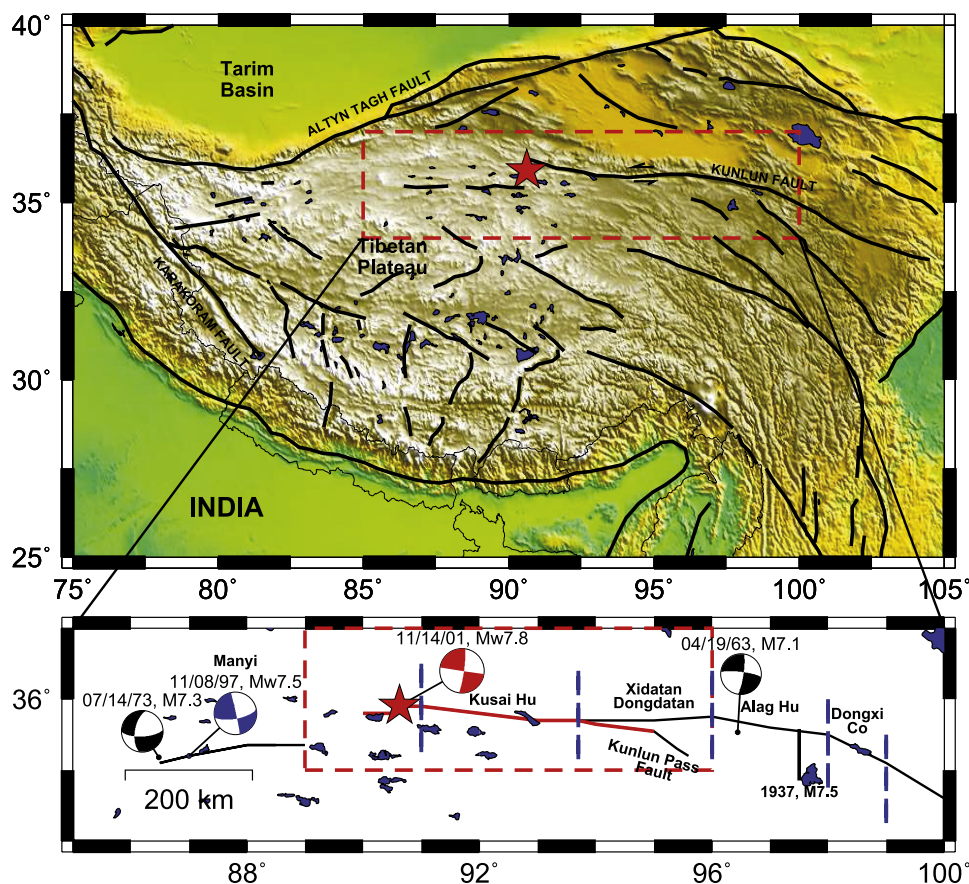 40°
Tarim
Basin
ALTYN TAGH FAULT
KUNLUN FAULT
35°
Tibetan
Plateau
KARAKORAM FAULT
30°
INDIA
25°
75° 80° 85° 90° 95° 100° 105°
11/14/01, Mw7.8
04/19/63, M7.1
Manyi
11/08/97, Mw7.5
07/14/73, M7.3
36°
Kusai Hu
Xidatan
Dongdatan
Alag Hu
Dongxi
Co
Kunlun Pass
Fault
200 km
1937, M7.5
88° 92° 96° 100°